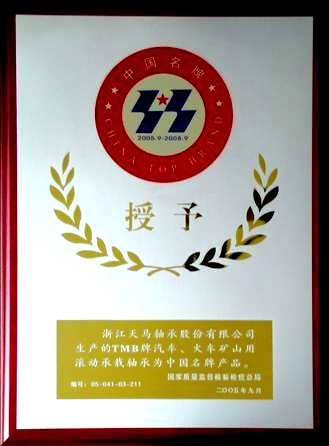 中国名牌
2005.9-2008.9
CHINA TOP BRAND
授予
浙江天马轴承股份有限公司
生产的TMB牌汽车、火车矿山用
滚动承载轴承为中国名牌产品。
国家质量监督检验检疫总局
编号：05-041-03-211
二〇〇五年九月